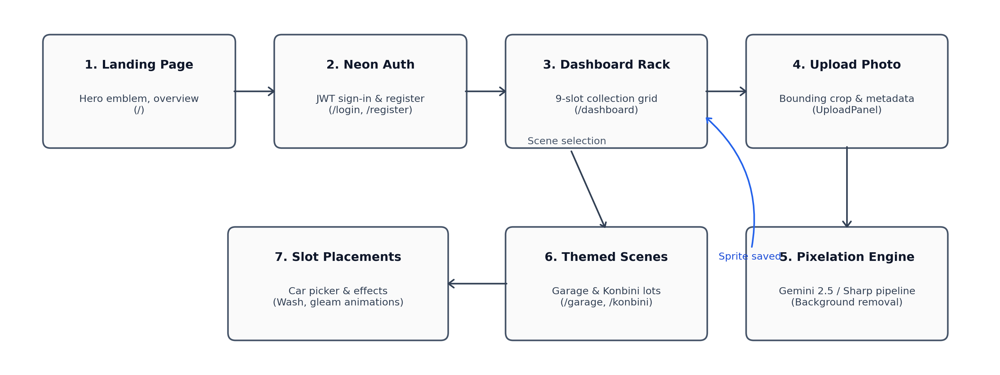 1. Landing Page
Hero emblem, overview
(/)
2. Neon Auth
JWT sign-in & register
(/login, /register)
3. Dashboard Rack
9-slot collection grid
(/dashboard)
Scene selection
4. Upload Photo
Bounding crop & metadata
(UploadPanel)
7. Slot Placements
Car picker & effects
(Wash, gleam animations)
6. Themed Scenes
Garage & Konbini lots
(/garage, /konbini)
Sprite saved
5. Pixelation Engine
Gemini 2.5 / Sharp pipeline
(Background removal)